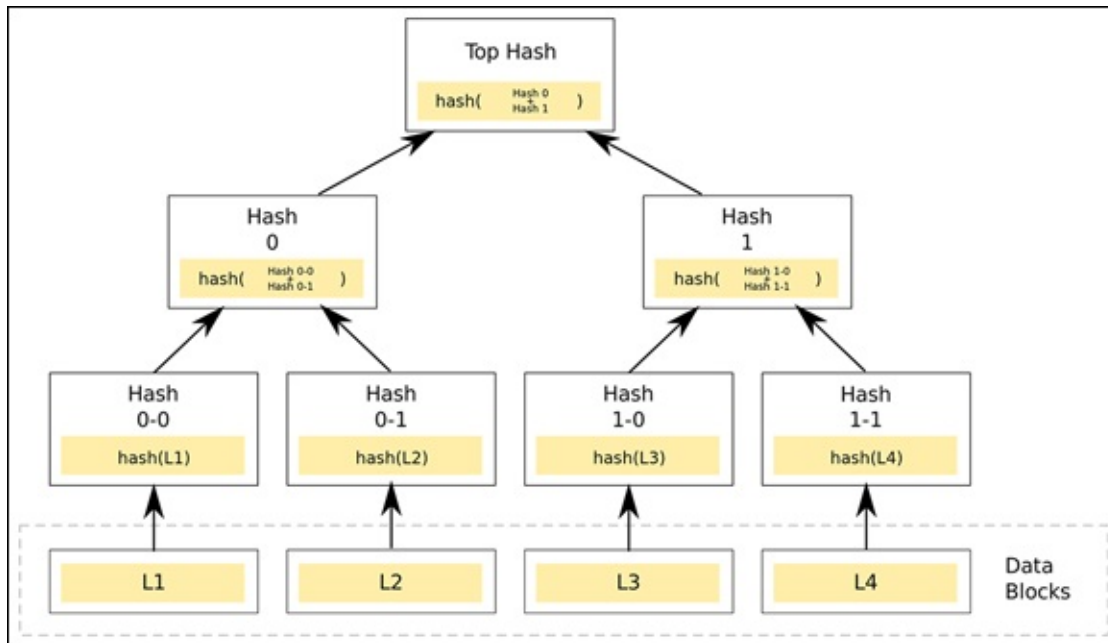 Top Hash
hash( Hash 0 + Hash 1 )
Hash
0
hash( Hash 0-0 + Hash 0-1 )
Hash
1
hash( Hash 1-0 + Hash 1-1 )
Hash
0-0
hash(L1)
Hash
0-1
hash(L2)
Hash
1-0
hash(L3)
Hash
1-1
hash(L4)
L1
L2
L3
L4
Data
Blocks